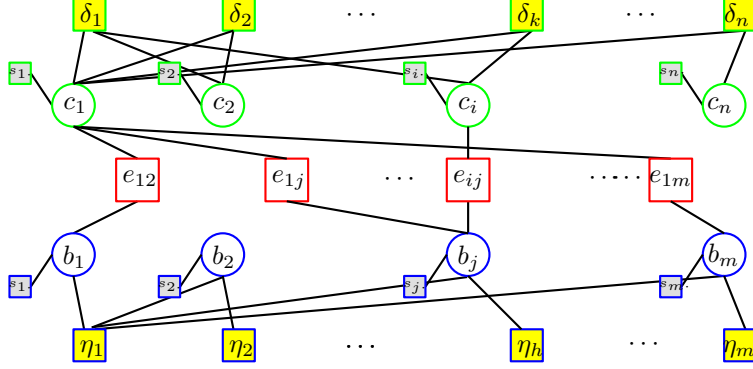 δ₁ δ₂ ··· δₖ ··· δₙ
s₁. s₂. sᵢ. sₙ.
c₁ c₂ cᵢ cₙ
e₁₂ e₁ⱼ ··· eᵢⱼ ······ e₁ₘ
b₁ b₂ bⱼ bₘ
s₁. s₂. sⱼ. sₘ.
η₁ η₂ ··· ηₕ ··· ηₘ